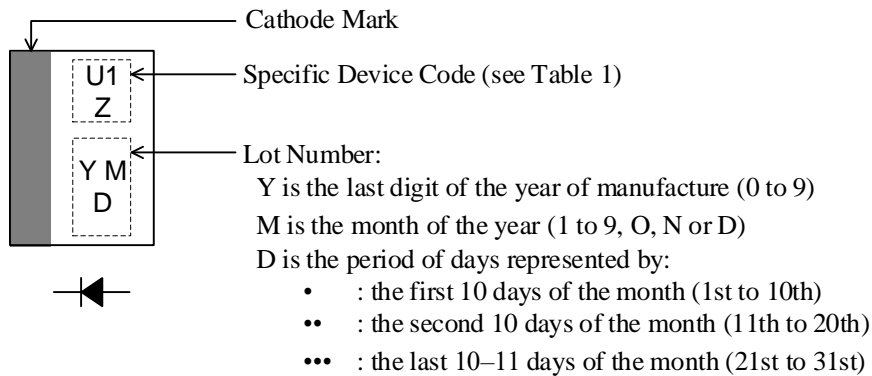 Cathode Mark
U1
Z
Specific Device Code (see Table 1)
Y M
D
Lot Number:
Y is the last digit of the year of manufacture (0 to 9)
M is the month of the year (1 to 9, O, N or D)
D is the period of days represented by:
• : the first 10 days of the month (1st to 10th)
•• : the second 10 days of the month (11th to 20th)
••• : the last 10–11 days of the month (21st to 31st)